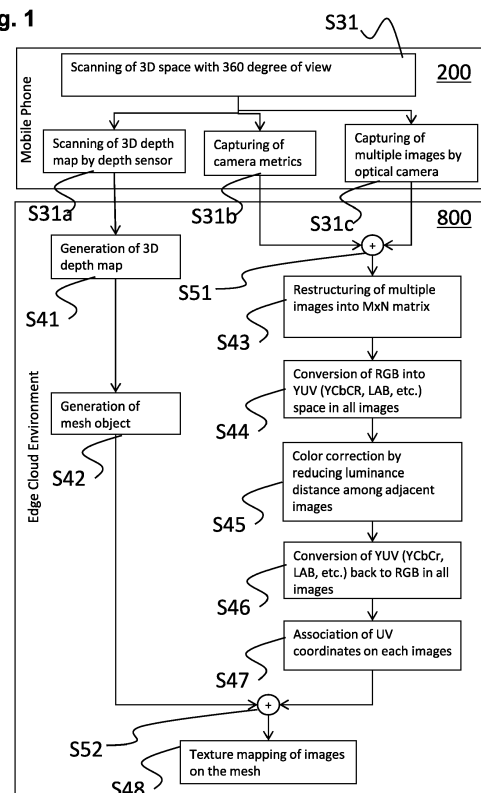 g. 1
S31
Scanning of 3D space with 360 degree of view
200
Mobile Phone
Scanning of 3D depth
map by depth sensor
Capturing of
camera metrics
Capturing of
multiple images by
optical camera
S31a
S31b
S31c
800
Generation of 3D
depth map
+
S51
S41
Restructuring of multiple
images into MxN matrix
S43
Conversion of RGB into
YUV (YCbCR, LAB, etc.)
space in all images
S44
Edge Cloud Environment
Generation of
mesh object
S42
Color correction by
reducing luminance
distance among adjacent
images
S45
Conversion of YUV (YCbCr,
LAB, etc.) back to RGB in all
images
S46
Association of UV
coordinates on each images
S47
+
S52
Texture mapping of images
on the mesh
S48